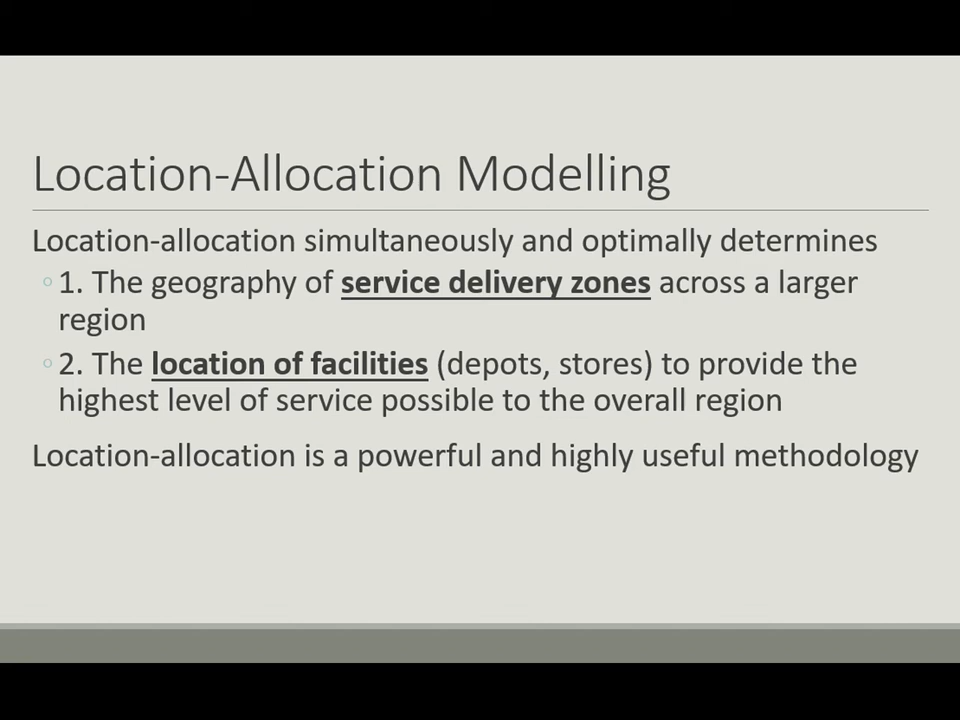 Location-Allocation Modelling
Location-allocation simultaneously and optimally determines
◦ 1. The geography of service delivery zones across a larger
region
◦ 2. The location of facilities (depots, stores) to provide the
highest level of service possible to the overall region
Location-allocation is a powerful and highly useful methodology